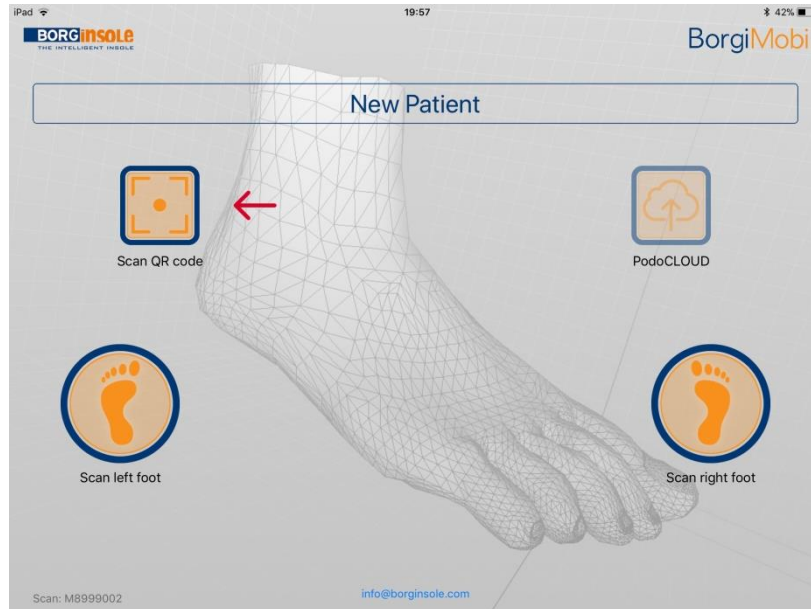 iPad 19:57 42%
BORGinsole
THE INTELLIGENT INSOLE
BorgiMobi
New Patient
Scan QR code
PodoCLOUD
Scan left foot
Scan right foot
Scan: M8999002
info@borginsole.com